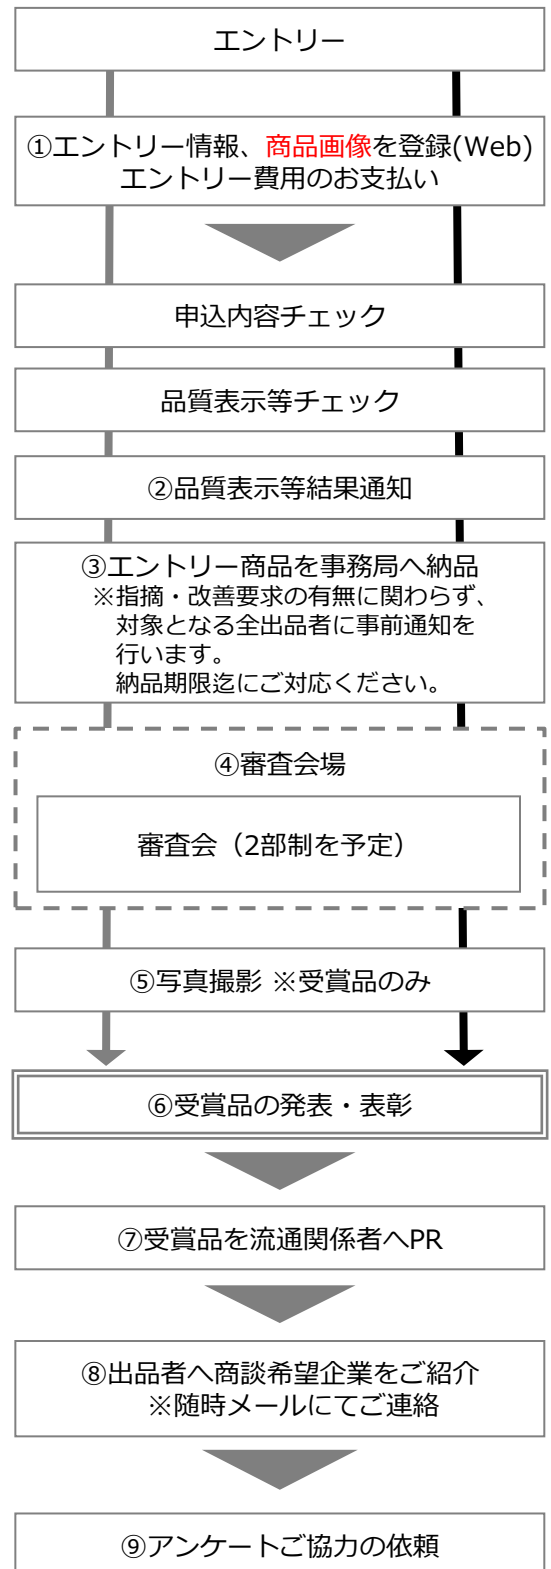 エントリー
①エントリー情報、商品画像を登録(Web)
エントリー費用のお支払い
申込内容チェック
品質表示等チェック
②品質表示等結果通知
③エントリー商品を事務局へ納品
※指摘・改善要求の有無に関わらず、
対象となる全出品者に事前通知を
行います。
納品期限迄にご対応ください。
④審査会場
審査会（2部制を予定）
⑤写真撮影 ※受賞品のみ
⑥受賞品の発表・表彰
⑦受賞品を流通関係者へPR
⑧出品者へ商談希望企業をご紹介
※随時メールにてご連絡
⑨アンケートご協力の依頼